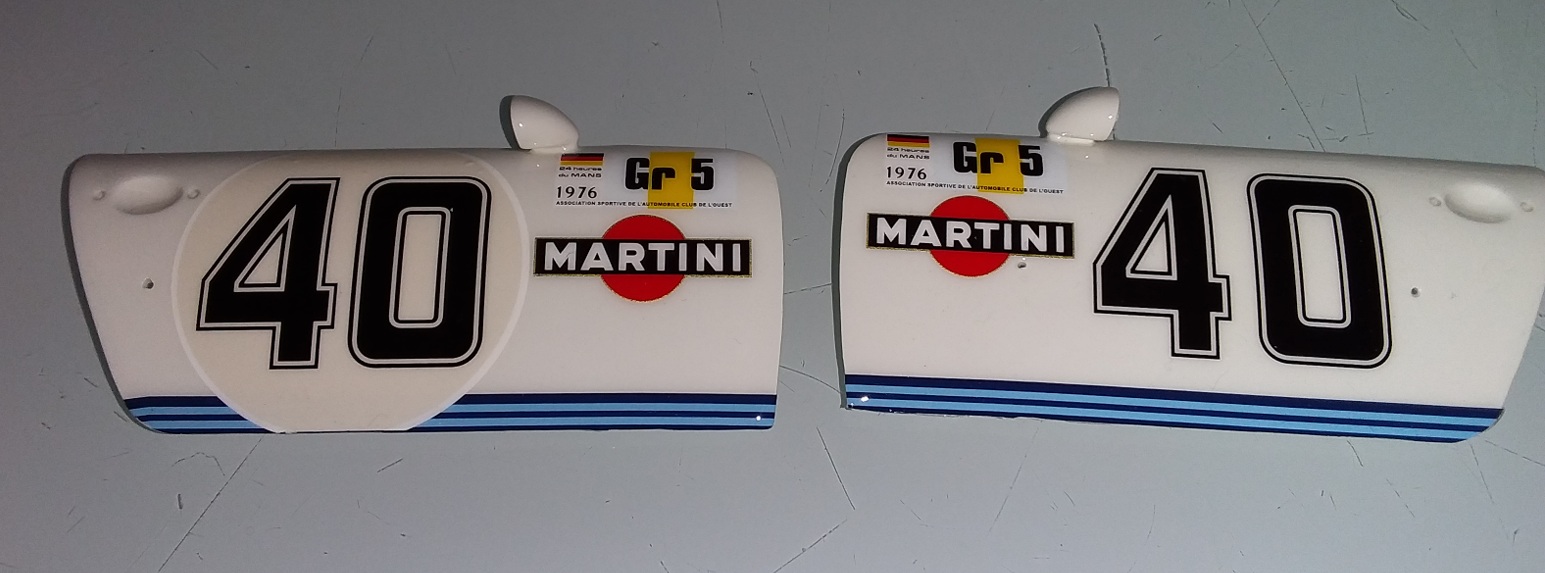 24 heures
du MANS
Gr 5
1976
ASSOCIATION SPORTIVE DE L'AUTOMOBILE CLUB DE L'OUEST
40
MARTINI
24 heures
du MANS
Gr 5
1976
ASSOCIATION SPORTIVE DE L'AUTOMOBILE CLUB DE L'OUEST
MARTINI
40